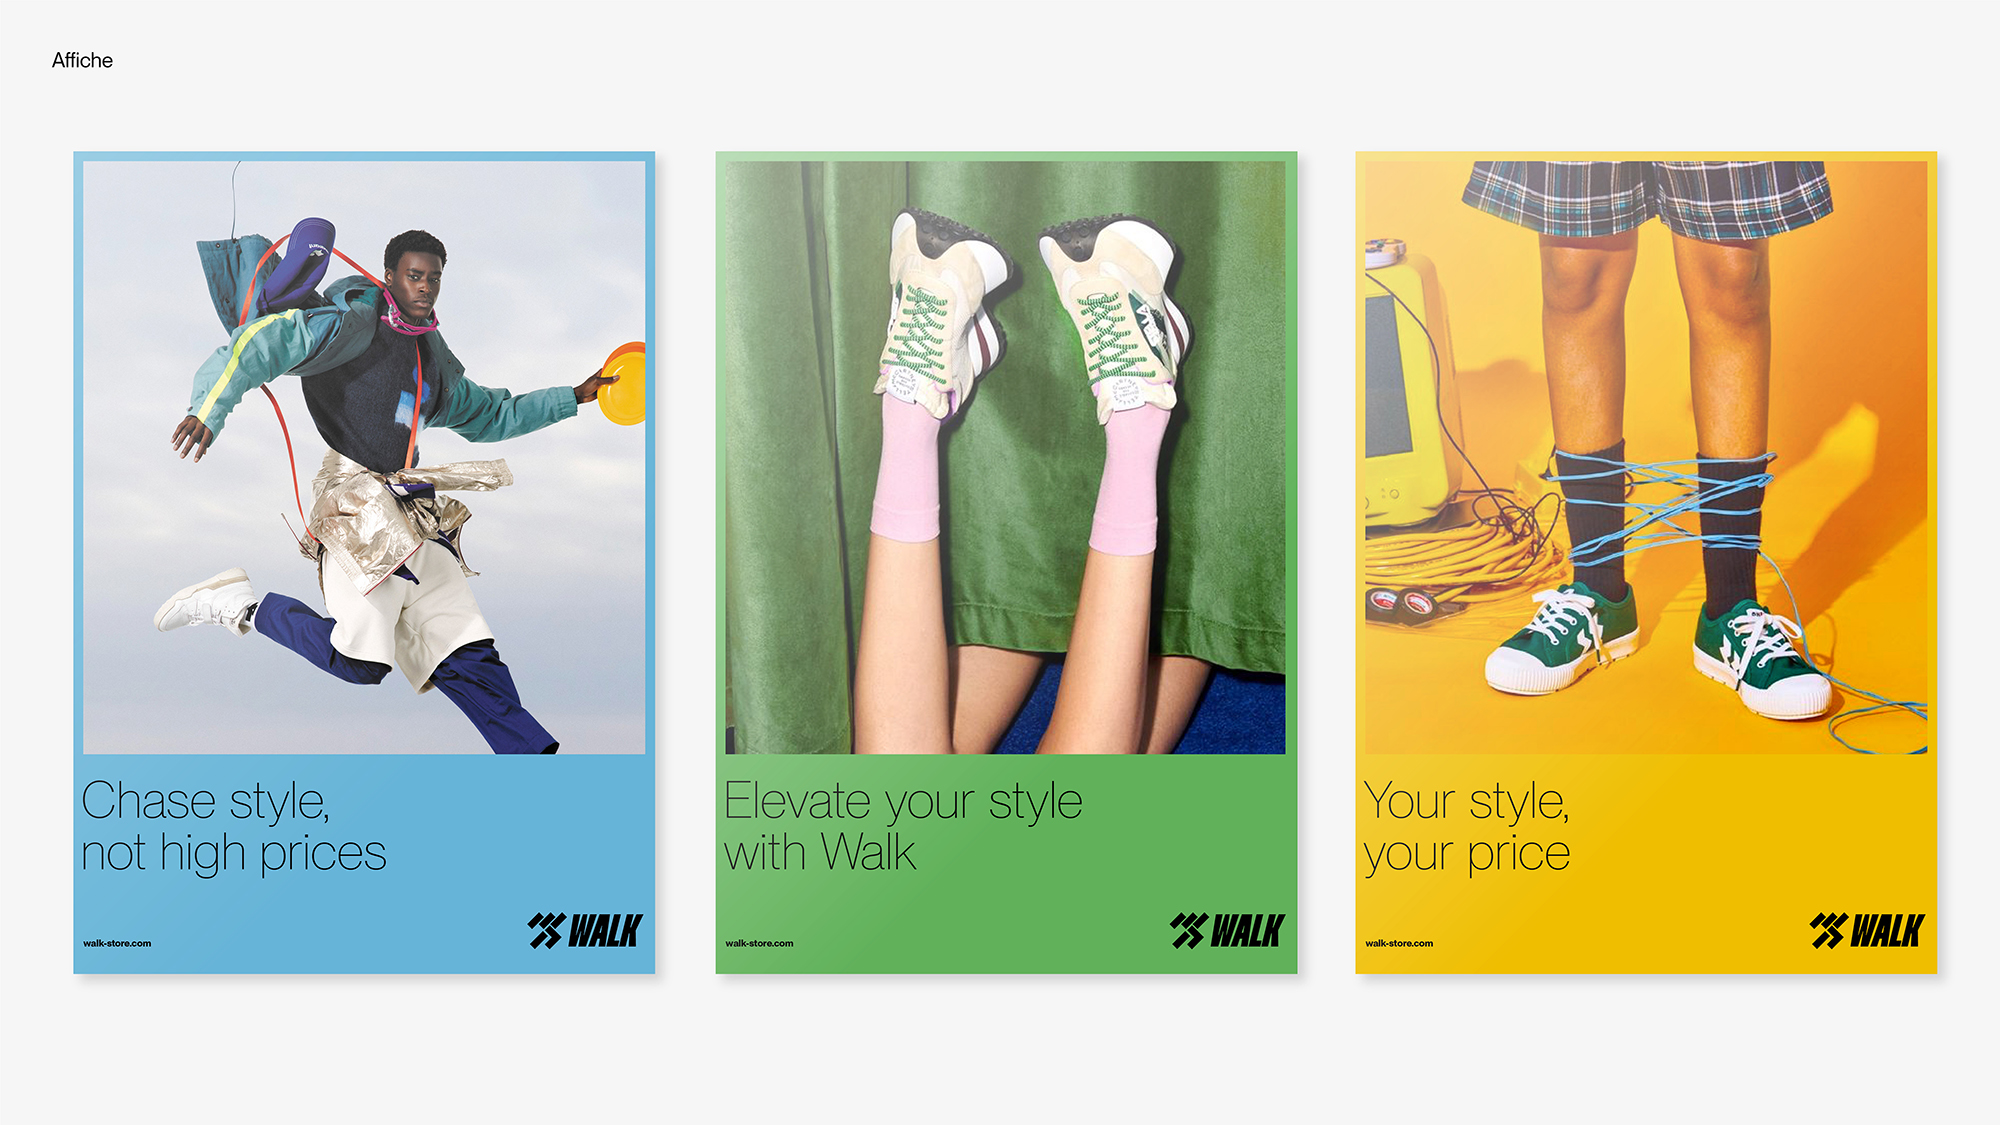 Affiche
Chase style,
not high prices
walk-store.com
WALK
Elevate your style
with Walk
walk-store.com
WALK
Your style,
your price
walk-store.com
WALK